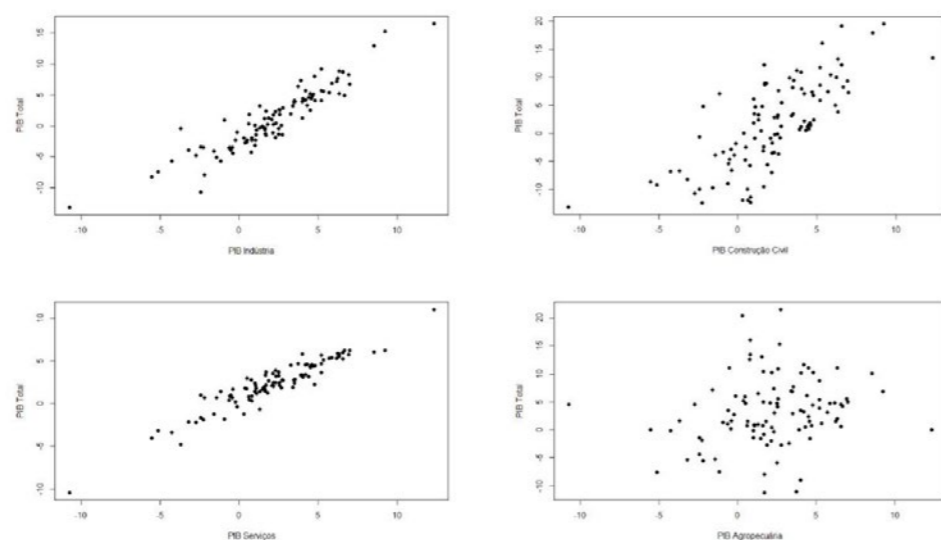 PIB Total
15
10
5
0
-5
-10
-10 -5 0 5 10
PIB Indústria
PIB Total
20
15
10
5
0
-5
-10
-10 -5 0 5 10
PIB Construção Civil
PIB Total
10
5
0
-5
-10
-10 -5 0 5 10
PIB Serviços
PIB Total
20
15
10
5
0
-5
-10
-10 -5 0 5 10
PIB Agropecuária